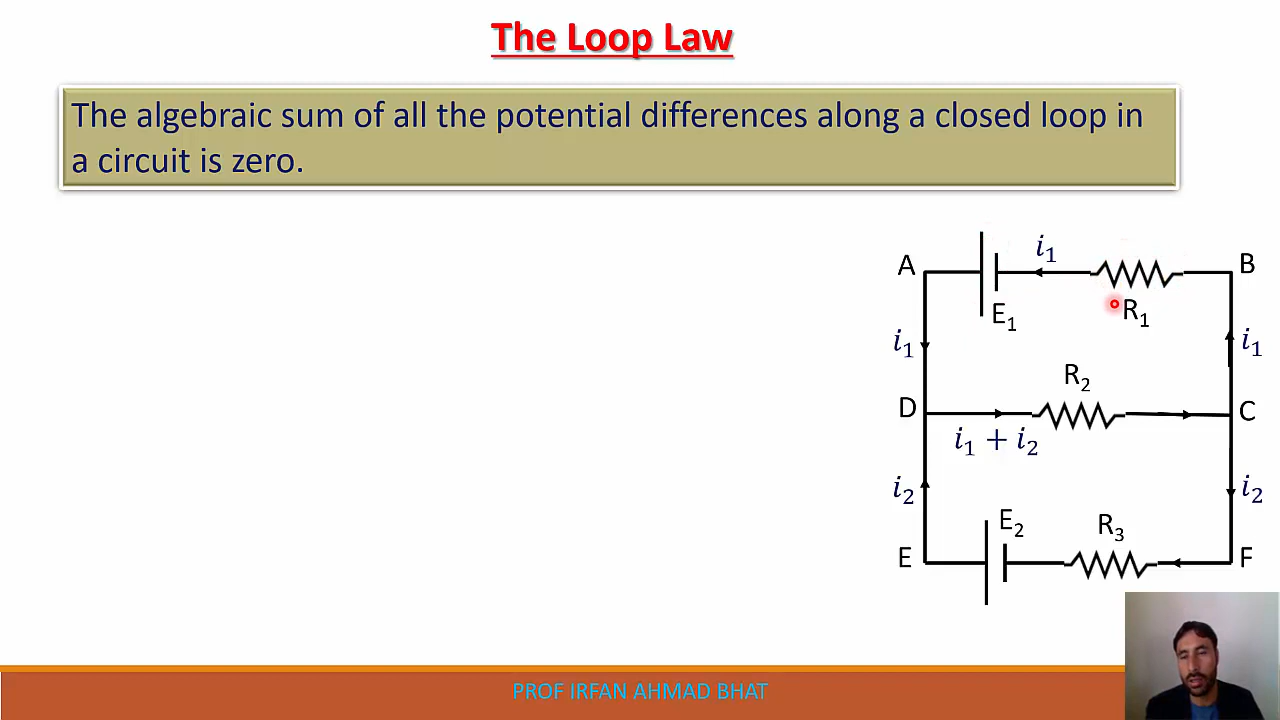 The Loop Law
The algebraic sum of all the potential differences along a closed loop in
a circuit is zero.
A
i₁
B
E₁
R₁
i₁
i₁
R₂
D
C
i₁ + i₂
i₂
i₂
E₂
R₃
E
F
PROF IRFAN AHMAD BHAT